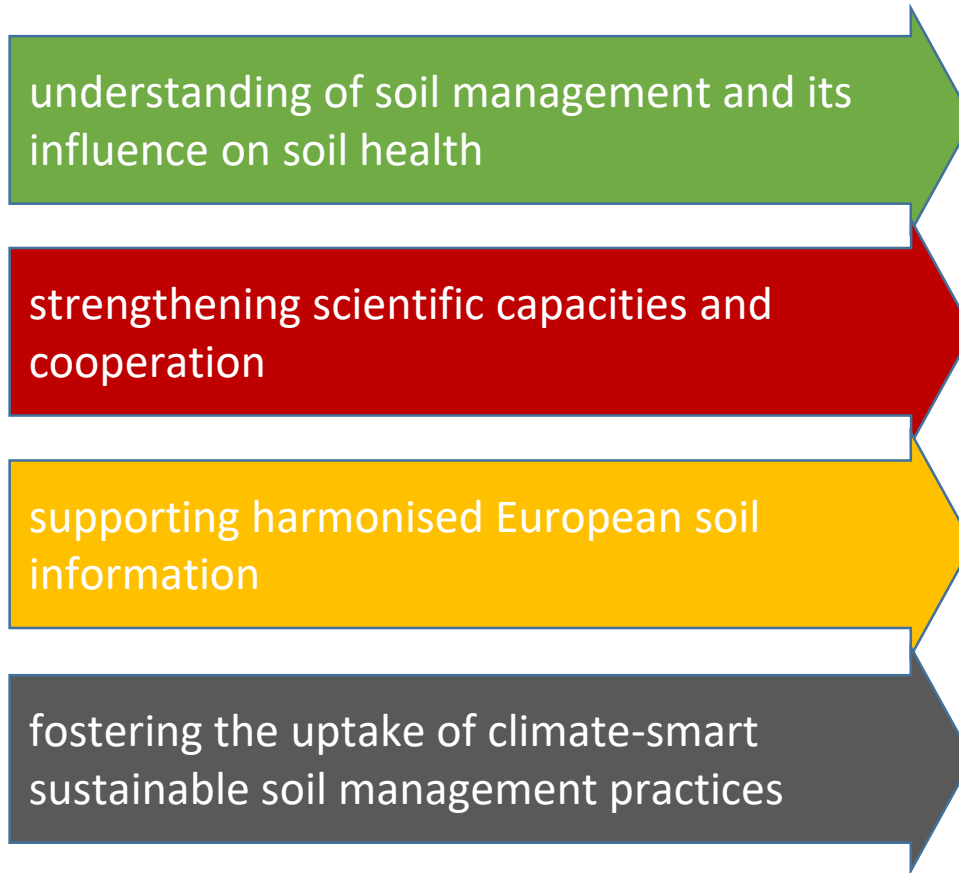 understanding of soil management and its
influence on soil health
strengthening scientific capacities and
cooperation
supporting harmonised European soil
information
fostering the uptake of climate-smart
sustainable soil management practices